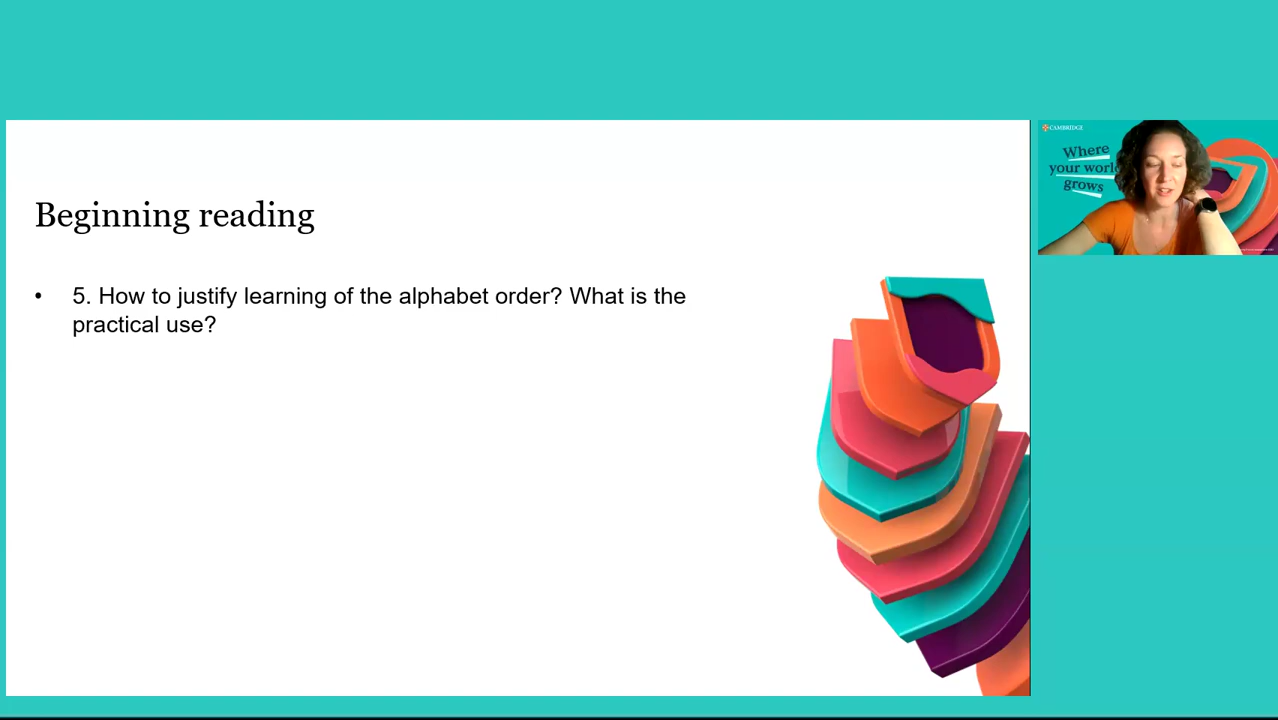 Beginning reading
• 5. How to justify learning of the alphabet order? What is the
practical use?
CAMBRIDGE
Where
your world
grows